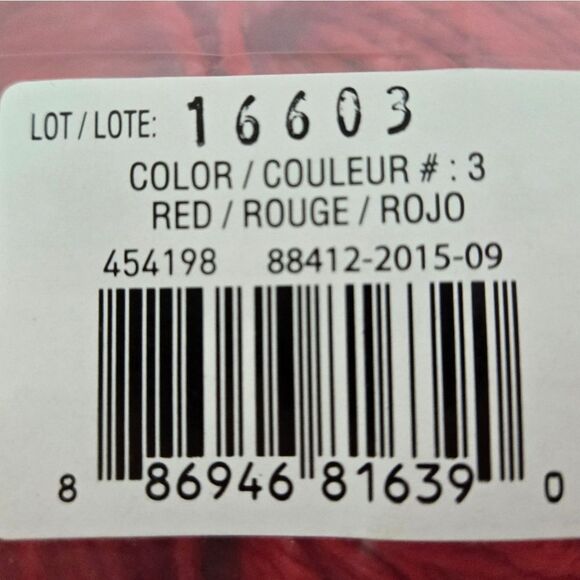 LOT / LOTE: 16603
COLOR / COULEUR # : 3
RED / ROUGE / ROJO
454198 88412-2015-09
8 86946 81639 0